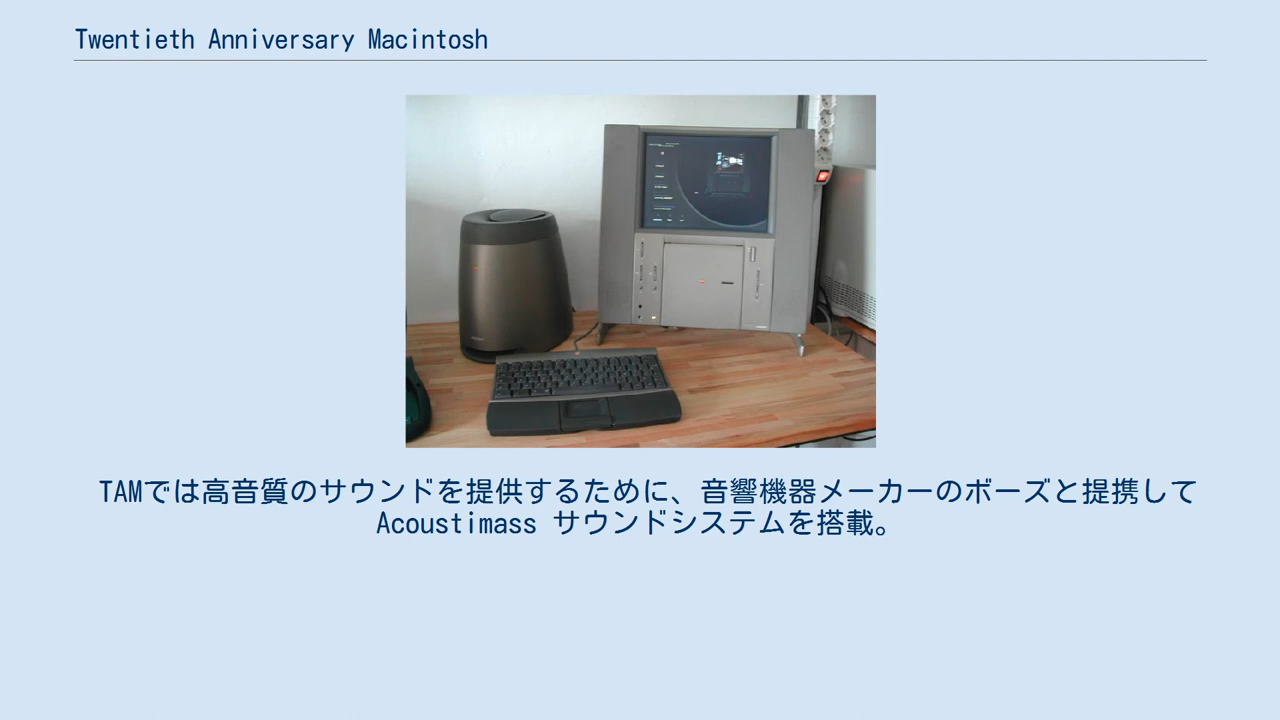 Twentieth Anniversary Macintosh
TAMでは高音質のサウンドを提供するために、音響機器メーカーのボーズと提携して
Acoustimass サウンドシステムを搭載。